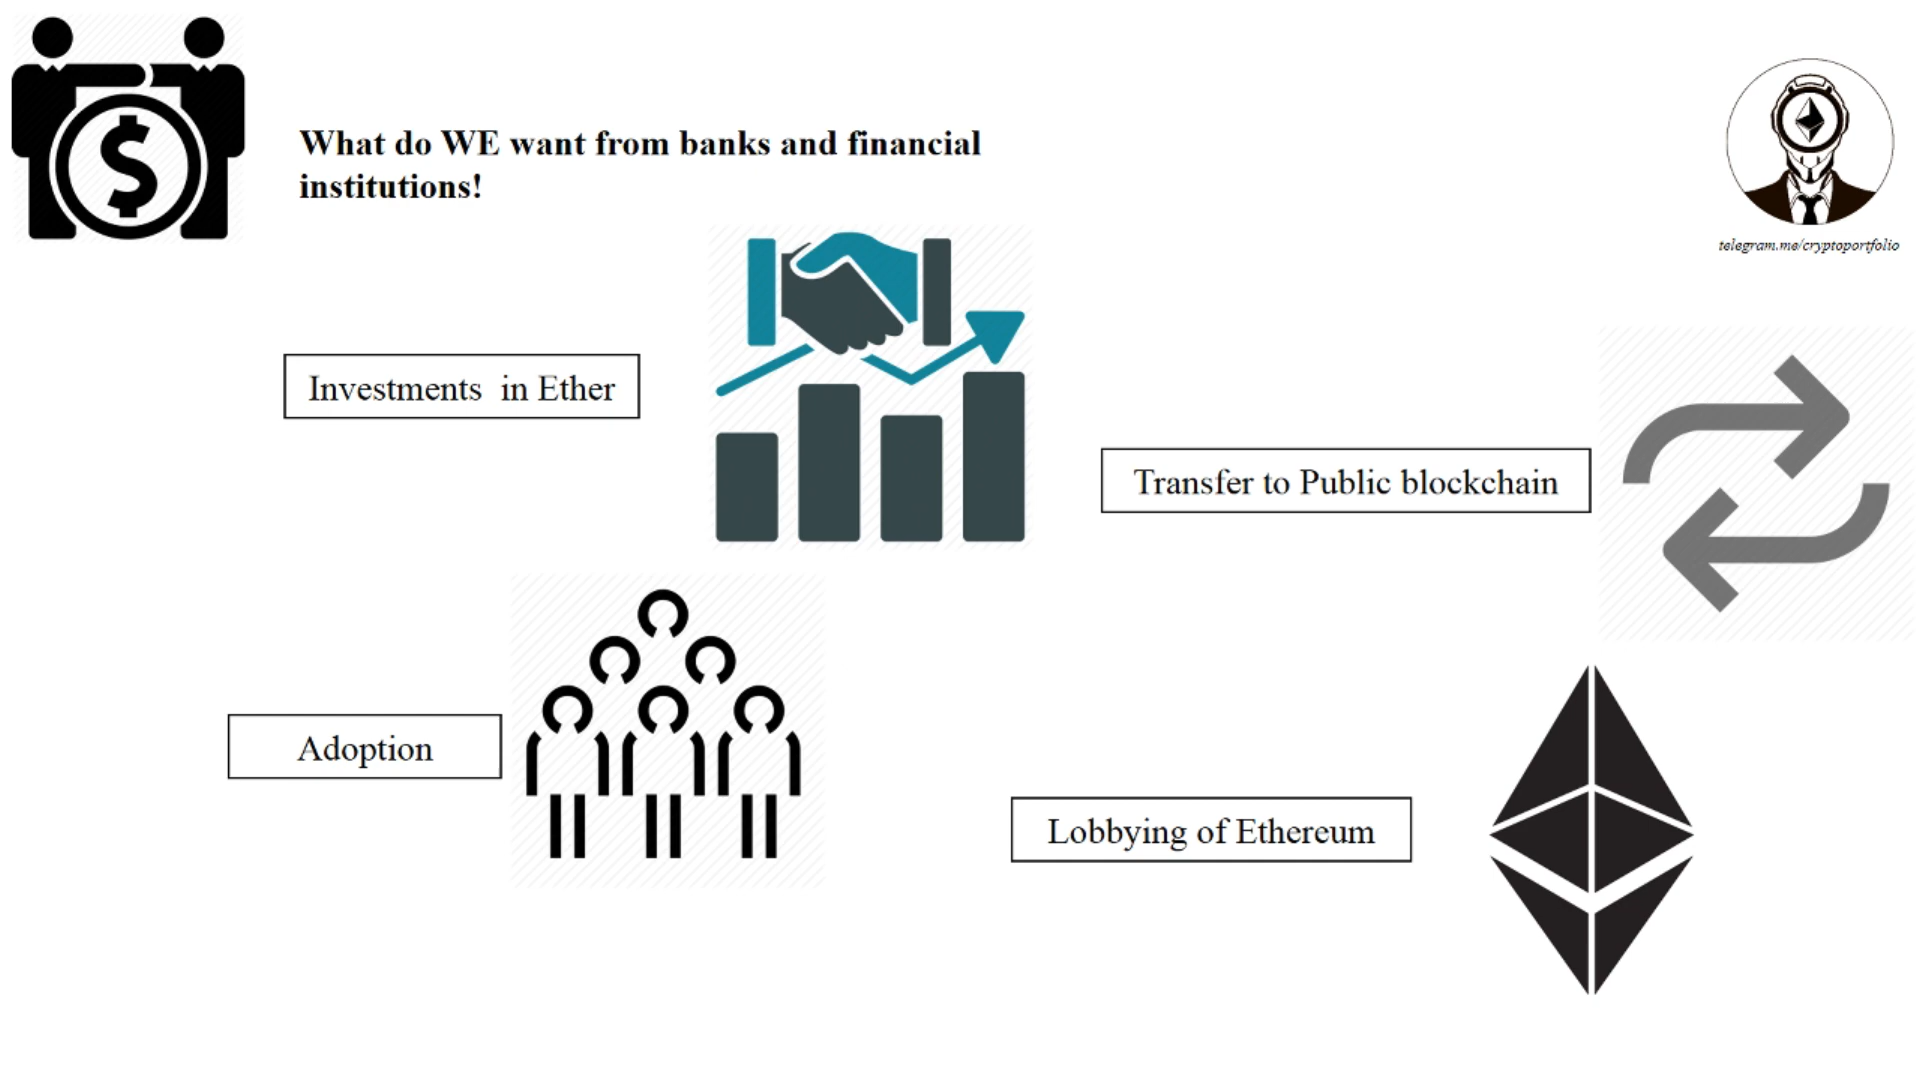 What do WE want from banks and financial
institutions!
telegram.me/cryptoportfolio
Investments  in Ether
Transfer to Public blockchain
Adoption
Lobbying of Ethereum